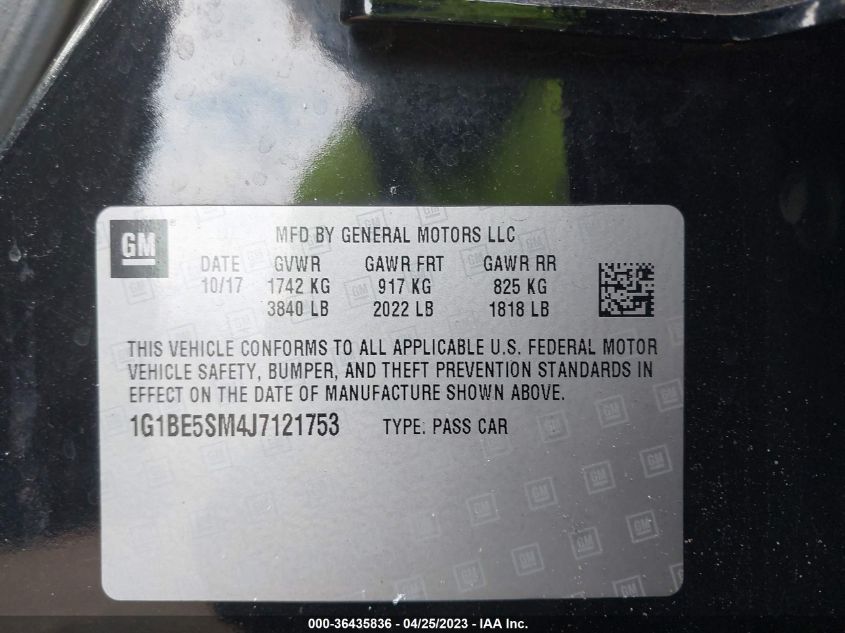 GM ®
MFD BY GENERAL MOTORS LLC
DATE GVWR GAWR FRT GAWR RR
10/17 1742 KG 917 KG 825 KG
3840 LB 2022 LB 1818 LB
THIS VEHICLE CONFORMS TO ALL APPLICABLE U.S. FEDERAL MOTOR
VEHICLE SAFETY, BUMPER, AND THEFT PREVENTION STANDARDS IN
EFFECT ON THE DATE OF MANUFACTURE SHOWN ABOVE.
1G1BE5SM4J7121753 TYPE: PASS CAR
000-36435836 - 04/25/2023 - IAA Inc.